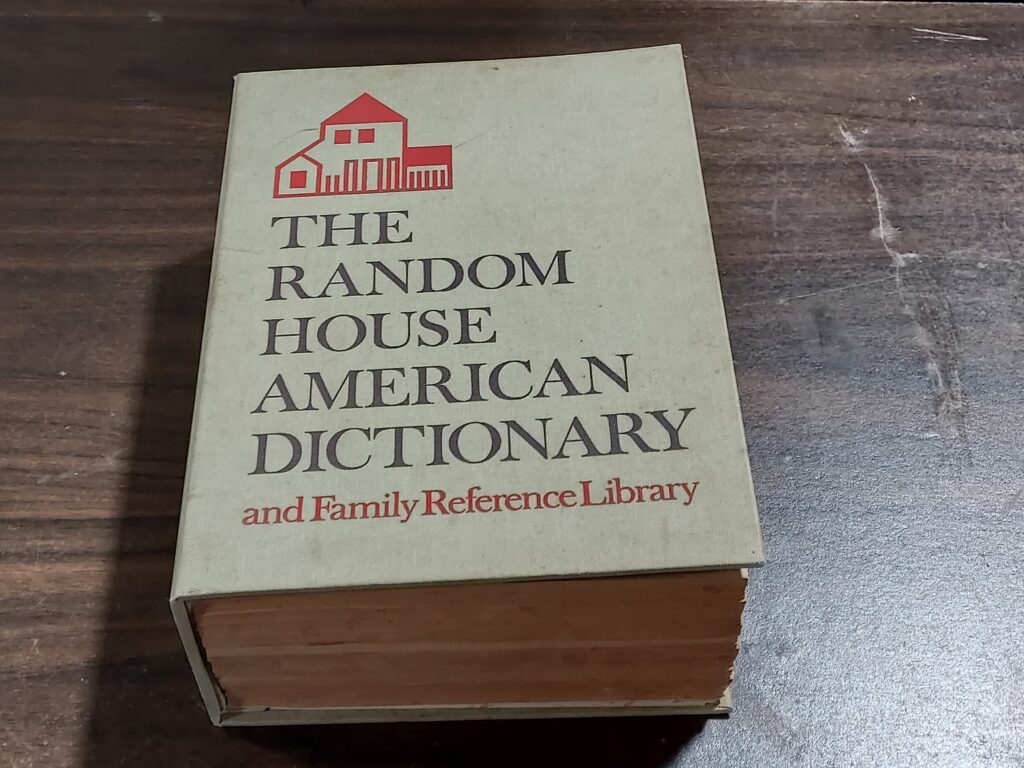 THE
RANDOM
HOUSE
AMERICAN
DICTIONARY
and Family Reference Library